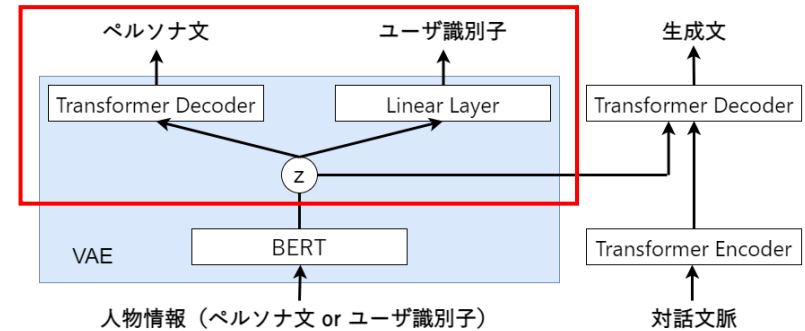 ペルソナ文 ユーザ識別子 生成文
Transformer Decoder Linear Layer Transformer Decoder
z
VAE BERT Transformer Encoder
人物情報（ペルソナ文 or ユーザ識別子） 対話文脈